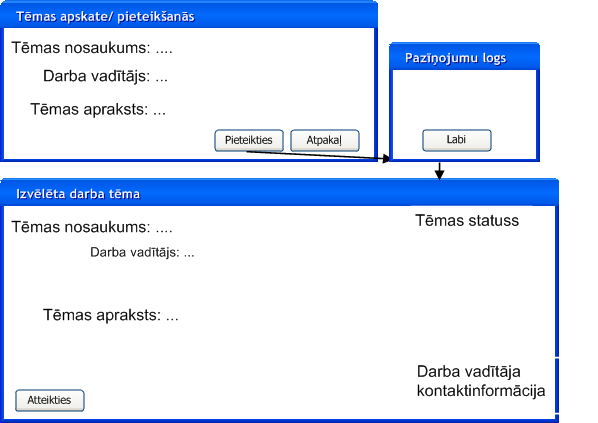 Tēmas apskate/ pieteikšanās
Tēmas nosaukums: ....
Darba vadītājs: ...
Tēmas apraksts: ...
Pieteikties
Atpakaļ
Paziņojumu logs
Labi
Izvēlēta darba tēma
Tēmas nosaukums: ....
Tēmas statuss
Darba vadītājs: ...
Tēmas apraksts: ...
Darba vadītāja
kontaktinformācija
Atteikties